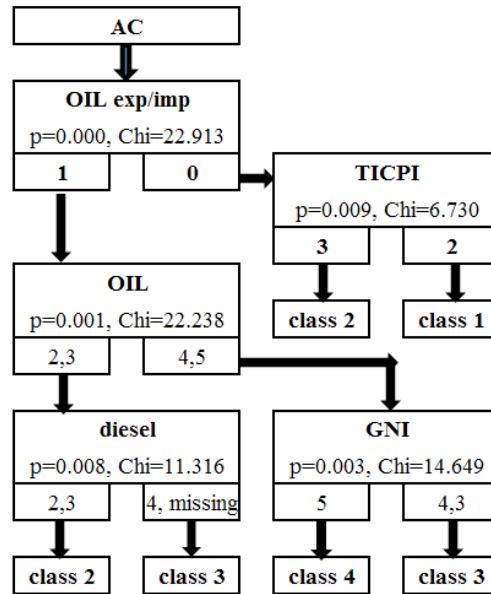 AC
OIL exp/imp
p=0.000, Chi=22.913
1 0
TICPI
p=0.009, Chi=6.730
3 2
class 2 class 1
OIL
p=0.001, Chi=22.238
2,3 4,5
diesel
p=0.008, Chi=11.316
2,3 4, missing
class 2 class 3
GNI
p=0.003, Chi=14.649
5 4,3
class 4 class 3